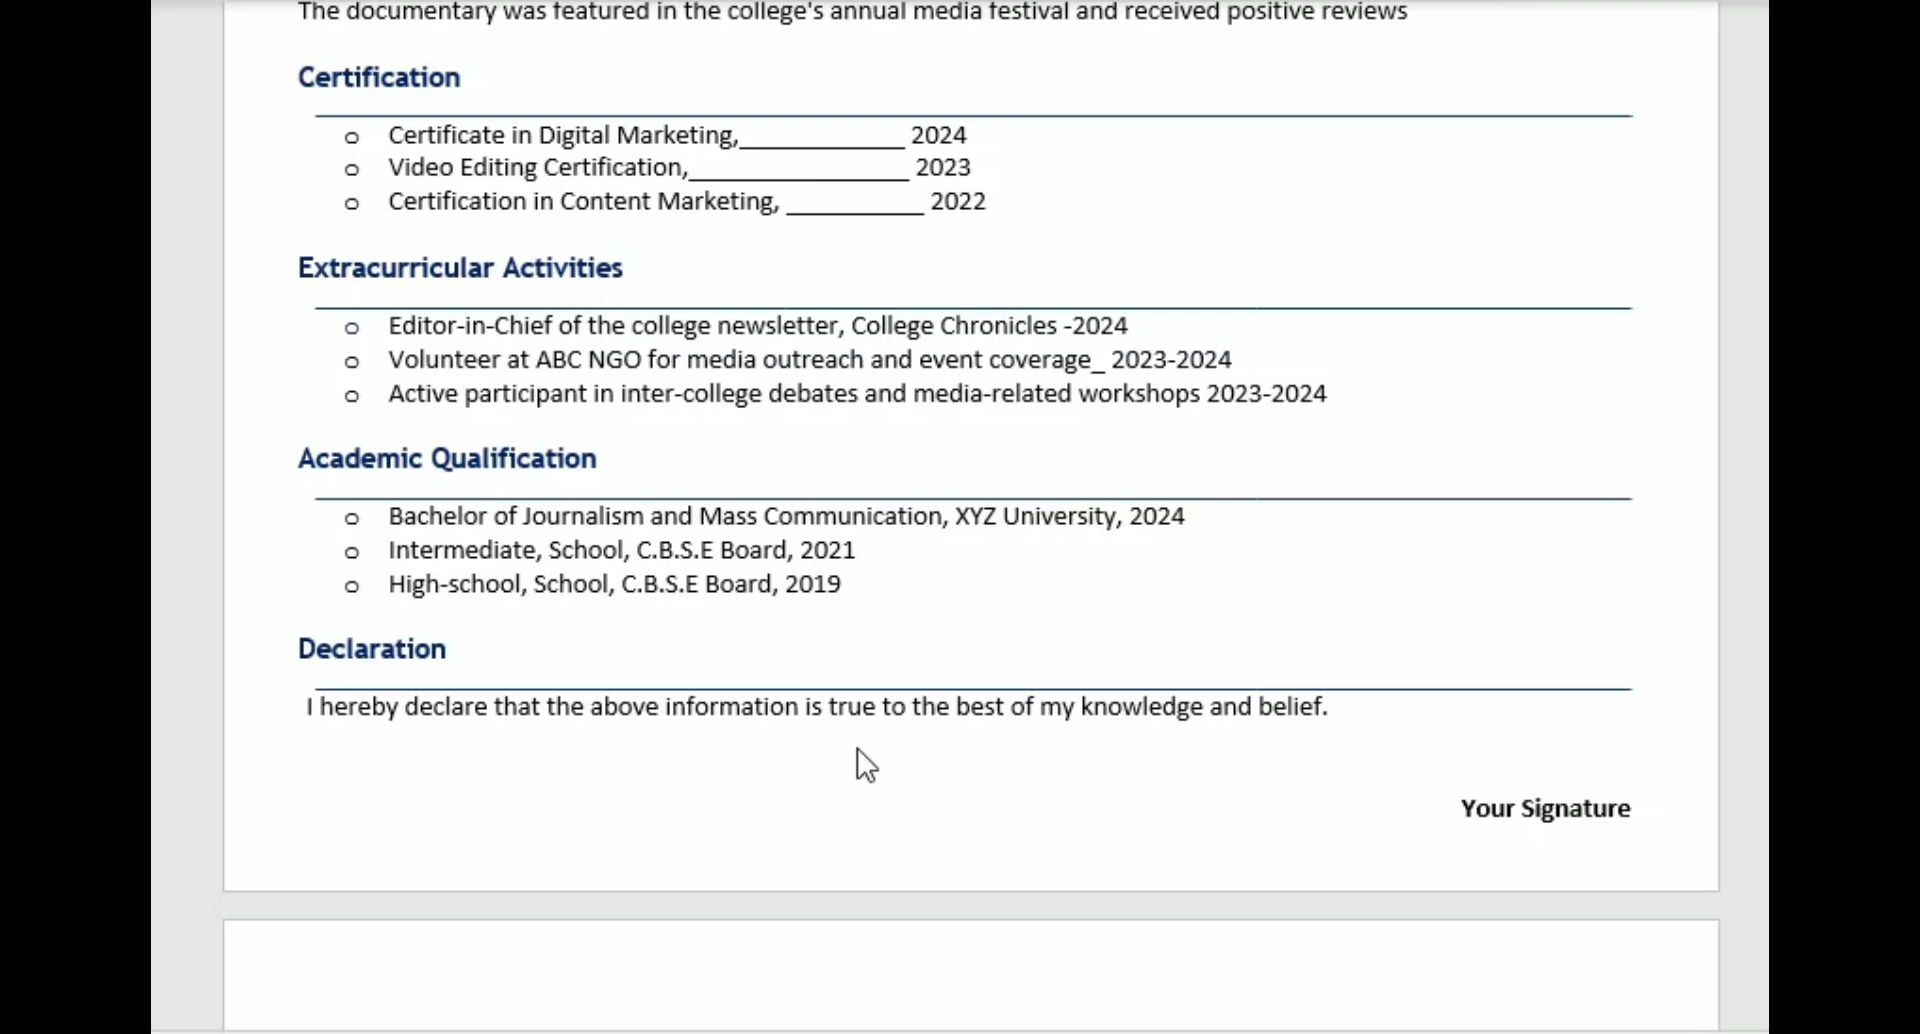 The documentary was featured in the college's annual media festival and received positive reviews
Certification
o Certificate in Digital Marketing,____________ 2024
o Video Editing Certification,________________ 2023
o Certification in Content Marketing, __________ 2022
Extracurricular Activities
o Editor-in-Chief of the college newsletter, College Chronicles -2024
o Volunteer at ABC NGO for media outreach and event coverage_ 2023-2024
o Active participant in inter-college debates and media-related workshops 2023-2024
Academic Qualification
o Bachelor of Journalism and Mass Communication, XYZ University, 2024
o Intermediate, School, C.B.S.E Board, 2021
o High-school, School, C.B.S.E Board, 2019
Declaration
I hereby declare that the above information is true to the best of my knowledge and belief.
Your Signature